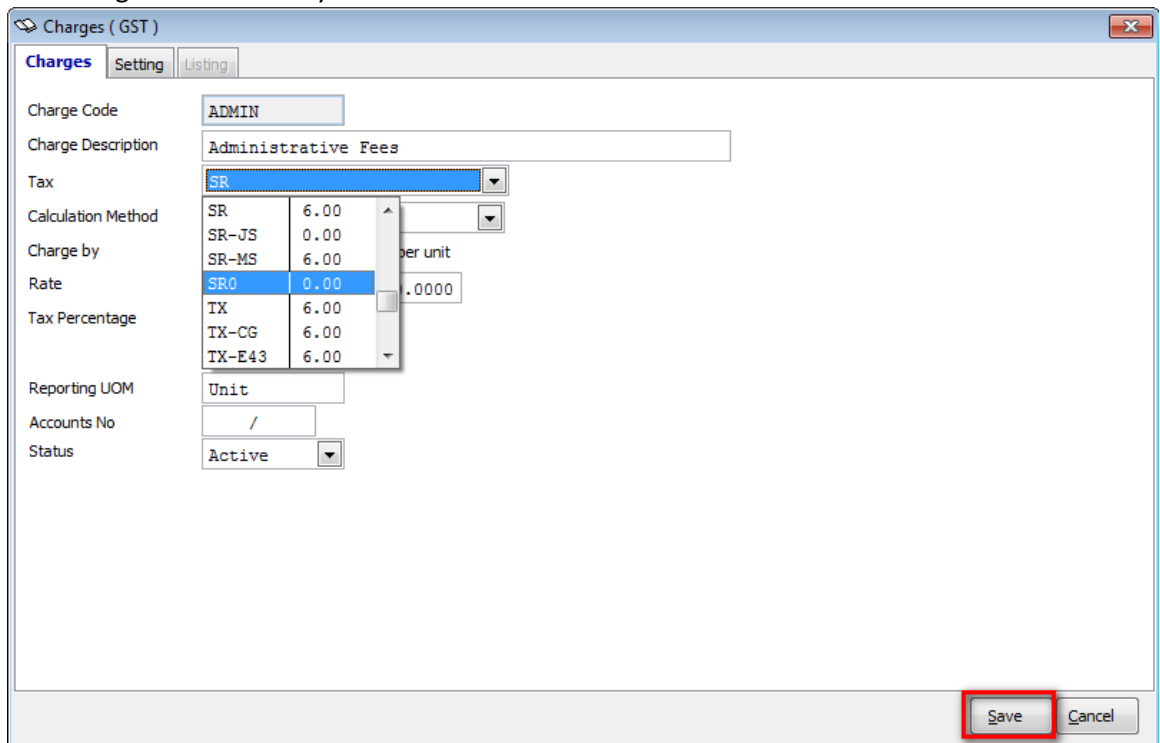 Charges ( GST )
Charges Setting Listing
Charge Code ADMIN
Charge Description Administrative Fees
Tax SR
Calculation Method
SR 6.00
SR-JS 0.00
Charge by per unit
SR-MS 6.00
Rate .0000
SR0 0.00
TX 6.00
Tax Percentage
TX-CG 6.00
TX-E43 6.00
Reporting UOM Unit
Accounts No /
Status Active
Save Cancel